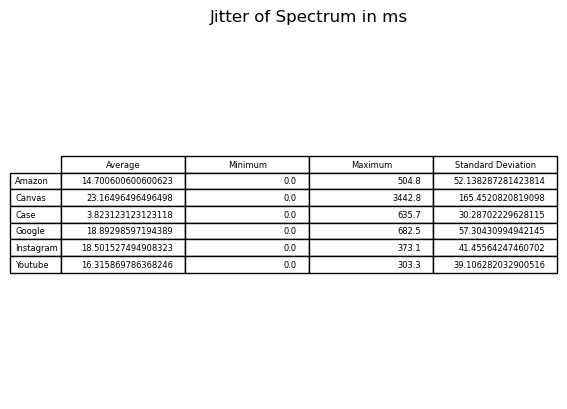 Jitter of Spectrum in ms
Average Minimum Maximum Standard Deviation
Amazon 14.700600600600623 0.0 504.8 52.138287281423814
Canvas 23.16496496496498 0.0 3442.8 165.4520820819098
Case 3.823123123123118 0.0 635.7 30.28702229628115
Google 18.89298597194389 0.0 682.5 57.30430994942145
Instagram 18.501527494908323 0.0 373.1 41.45564247460702
Youtube 16.315869786368246 0.0 303.3 39.106282032900516